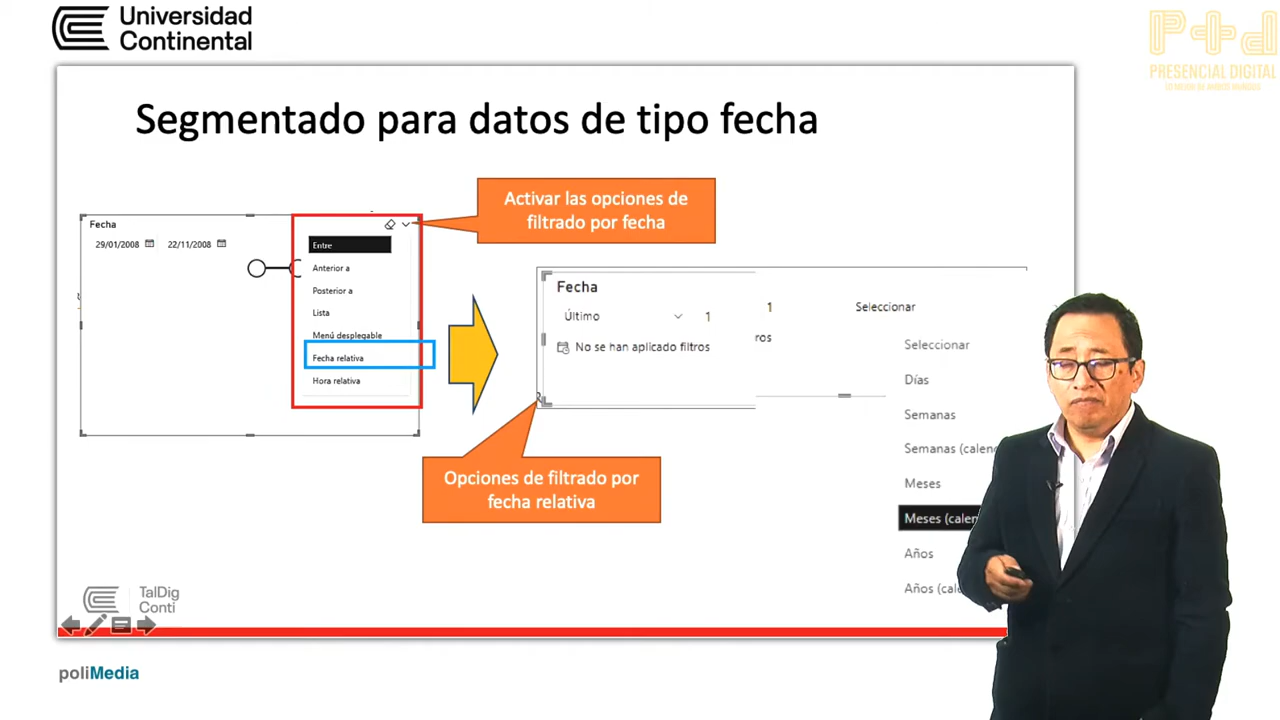 Universidad
Continental
PRESENCIAL DIGITAL
Segmentado para datos de tipo fecha
Activar las opciones de
filtrado por fecha
Fecha
29/01/2008
22/11/2008
Entre
Anterior a
Posterior a
Lista
Menú desplegable
Fecha relativa
Hora relativa
Fecha
Último
1
1
Seleccionar
No se han aplicado filtros
ros
Seleccionar
Días
Semanas
Semanas (calen
Meses
Meses (calen
Años
Años (cale
Opciones de filtrado por
fecha relativa
TalDig
Conti
poliMedia